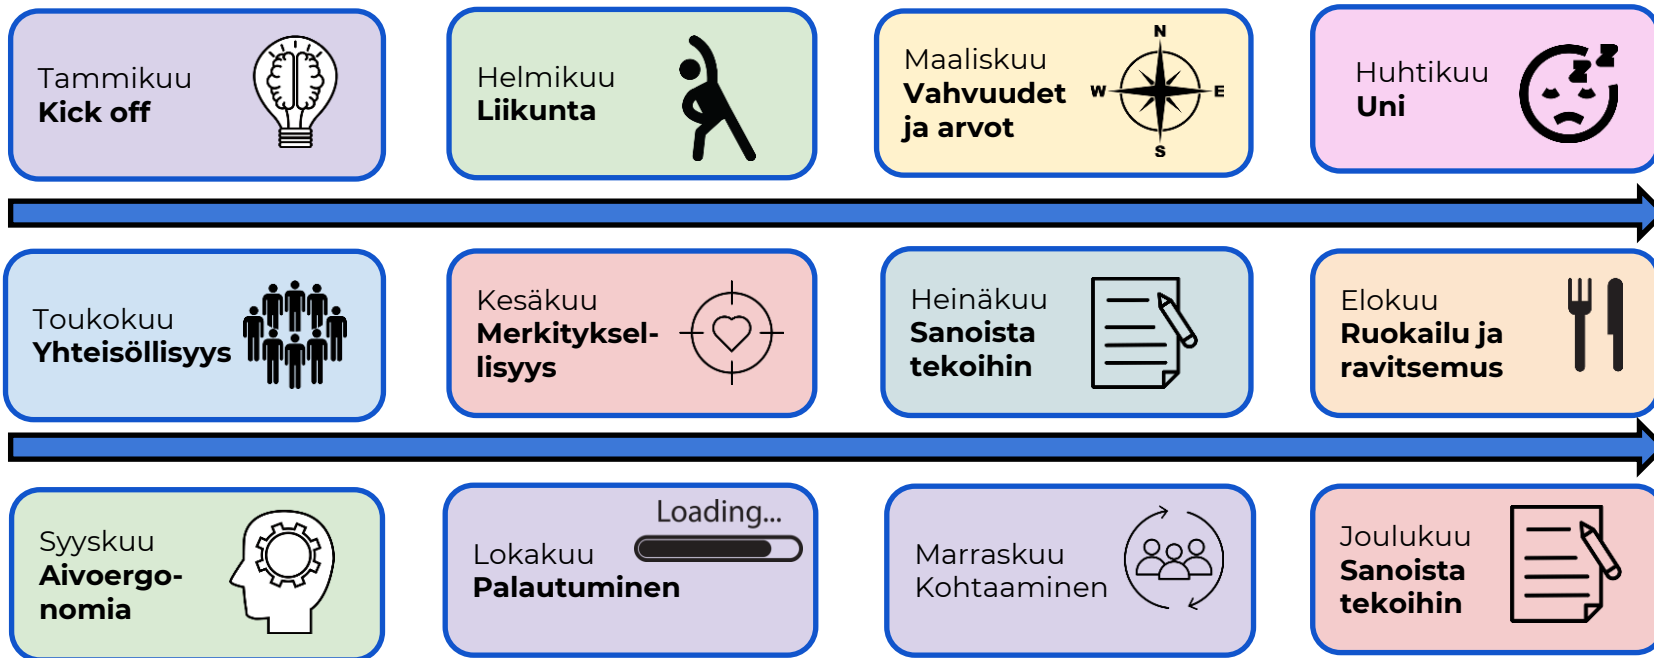 Tammikuu
Kick off
Helmikuu
Liikunta
Maaliskuu
Vahvuudet
ja arvot
N
W
E
S
Huhtikuu
Uni
z z
Toukokuu
Yhteisöllisyys
Kesäkuu
Merkityksel-
lisyys
Heinäkuu
Sanoista
tekoihin
Elokuu
Ruokailu ja
ravitsemus
Syyskuu
Aivoergo-
nomia
Loading...
Lokakuu
Palautuminen
Marraskuu
Kohtaaminen
Joulukuu
Sanoista
tekoihin